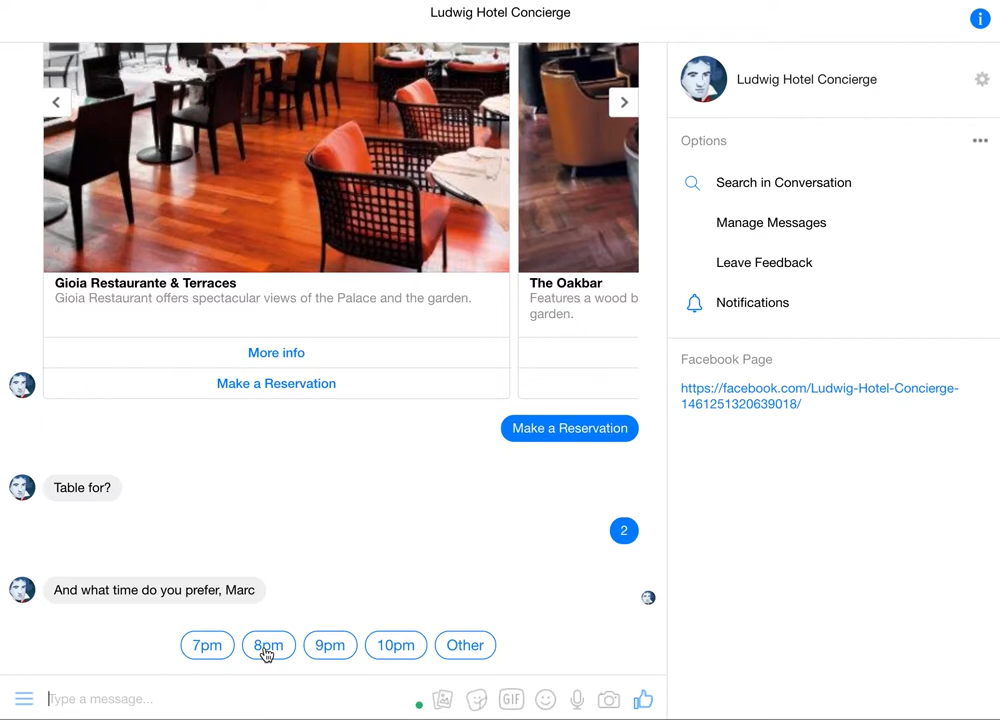 Ludwig Hotel Concierge
Gioia Restaurante & Terraces
Gioia Restaurant offers spectacular views of the Palace and the garden.
More info
Make a Reservation
The Oakbar
Features a wood b
garden.
Make a Reservation
Table for?
2
And what time do you prefer, Marc
7pm
8pm
9pm
10pm
Other
Type a message...
GIF
Ludwig Hotel Concierge
Options
Search in Conversation
Manage Messages
Leave Feedback
Notifications
Facebook Page
https://facebook.com/Ludwig-Hotel-Concierge-
1461251320639018/